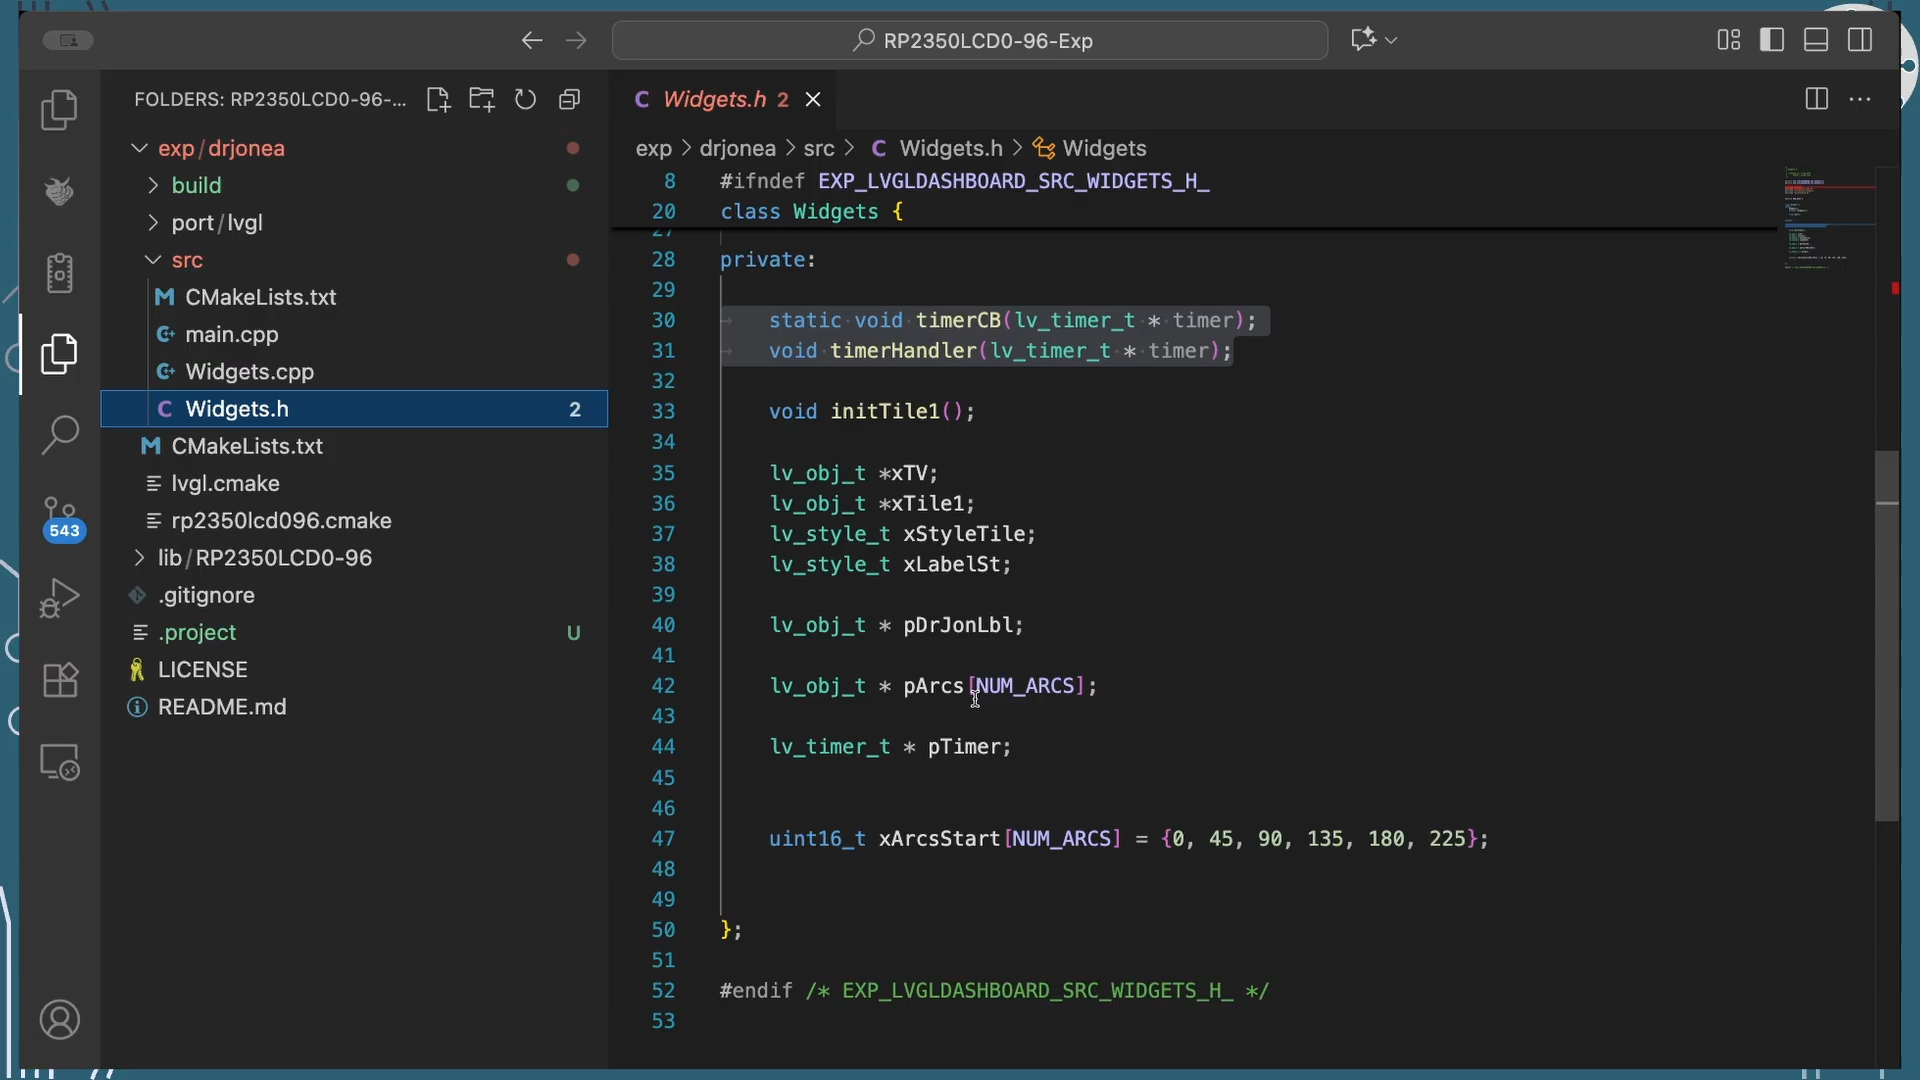 RP2350LCD0-96-Exp
FOLDERS: RP2350LCD0-96-...
exp/drjonea
build
port/lvgl
src
CMakeLists.txt
main.cpp
Widgets.cpp
Widgets.h 2
CMakeLists.txt
lvgl.cmake
rp2350lcd096.cmake
lib/RP2350LCD0-96
.gitignore
.project U
LICENSE
README.md
543
Widgets.h 2
exp > drjonea > src > C Widgets.h > Widgets
8 #ifndef EXP_LVGLDASHBOARD_SRC_WIDGETS_H_
20 class Widgets {
27
28 private:
29
30 static void timerCB(lv_timer_t * timer);
31 void timerHandler(lv_timer_t * timer);
32
33 void initTile1();
34
35 lv_obj_t *xTV;
36 lv_obj_t *xTile1;
37 lv_style_t xStyleTile;
38 lv_style_t xLabelSt;
39
40 lv_obj_t * pDrJonLbl;
41
42 lv_obj_t * pArcs[NUM_ARCS];
43
44 lv_timer_t * pTimer;
45
46
47 uint16_t xArcsStart[NUM_ARCS] = {0, 45, 90, 135, 180, 225};
48
49
50 };
51
52 #endif /* EXP_LVGLDASHBOARD_SRC_WIDGETS_H_ */
53